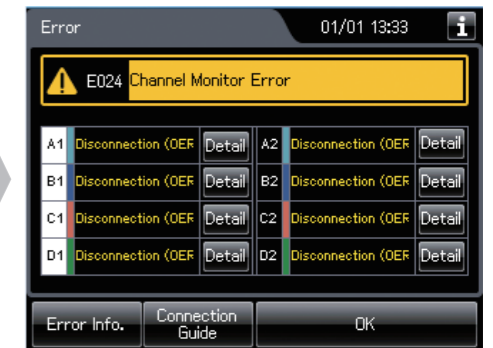 Error 01/01 13:33 i
E024 Channel Monitor Error
A1 Disconnection (OER Detail A2 Disconnection (OER Detail
B1 Disconnection (OER Detail B2 Disconnection (OER Detail
C1 Disconnection (OER Detail C2 Disconnection (OER Detail
D1 Disconnection (OER Detail D2 Disconnection (OER Detail
Error Info. Connection Guide OK